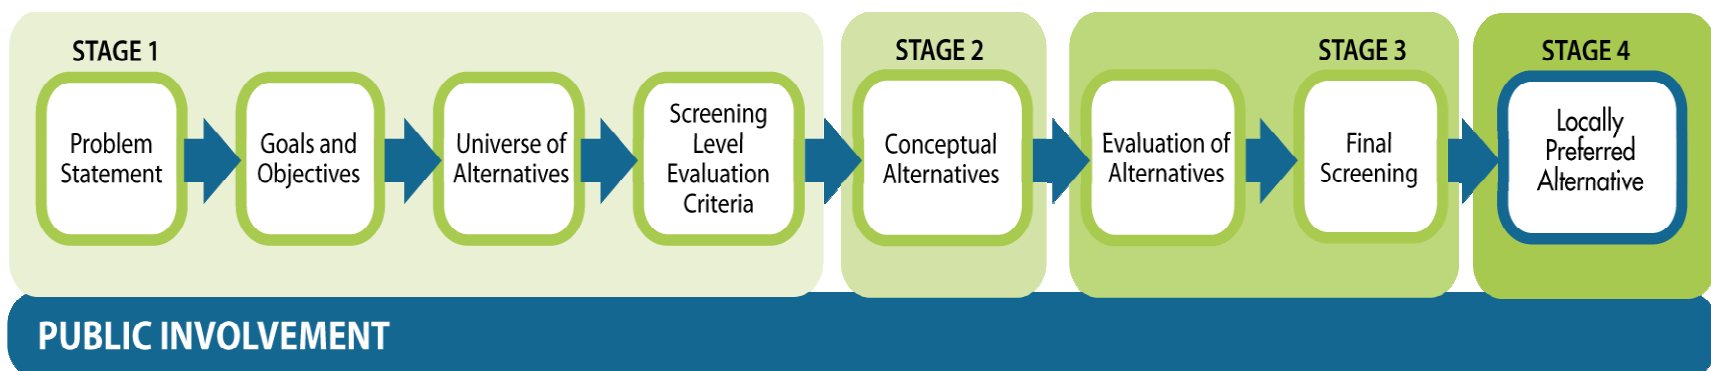 STAGE 1
Problem
Statement
Goals and
Objectives
Universe of
Alternatives
Screening
Level
Evaluation
Criteria
STAGE 2
Conceptual
Alternatives
STAGE 3
Evaluation of
Alternatives
Final
Screening
STAGE 4
Locally
Preferred
Alternative
PUBLIC INVOLVEMENT